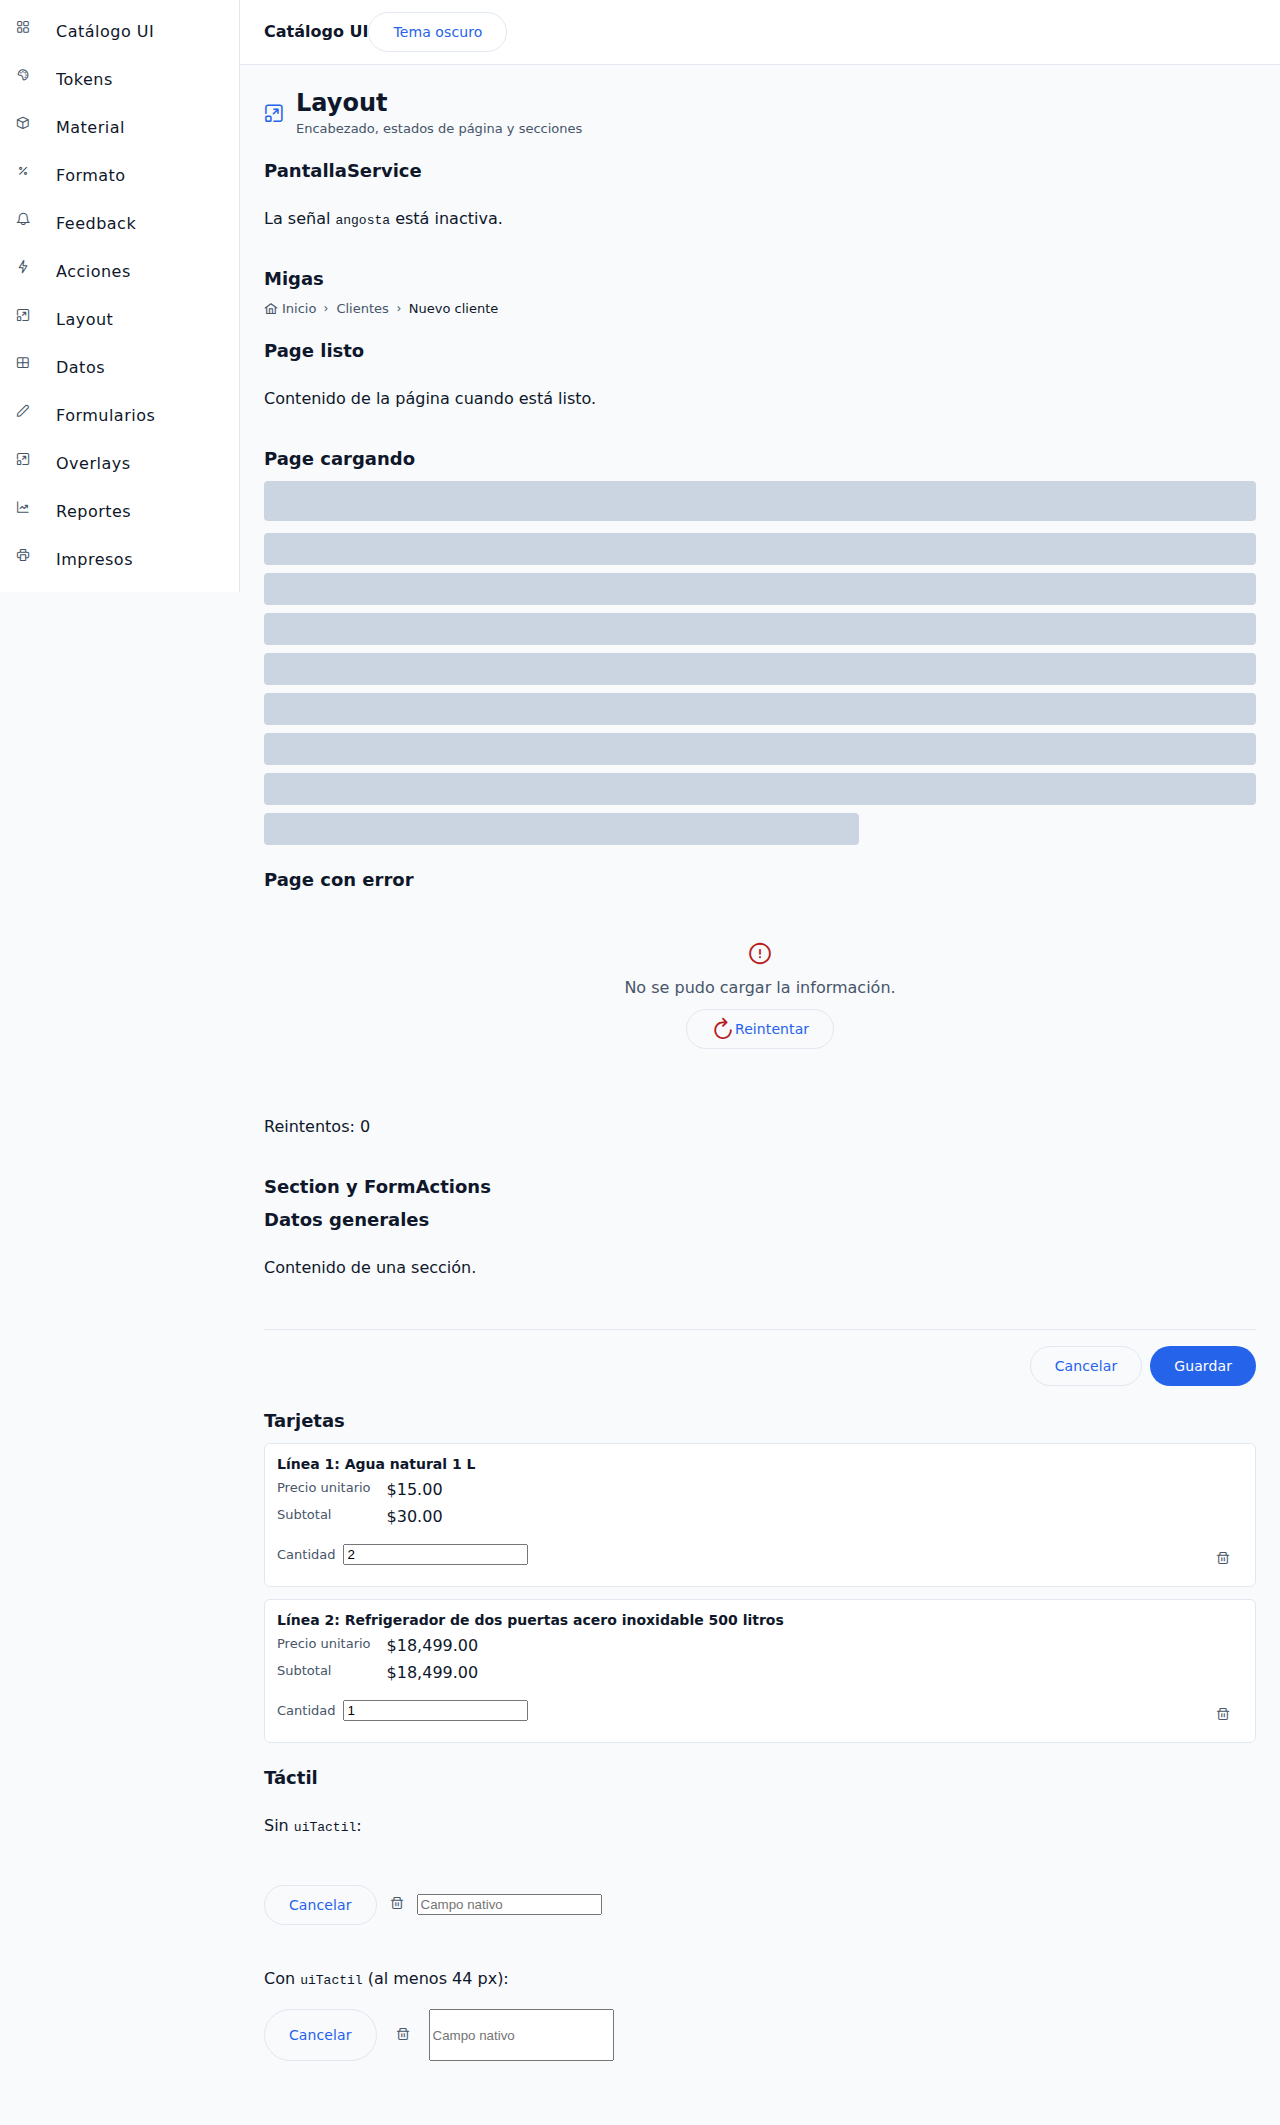 Catálogo UI
Tokens
Material
Formato
Feedback
Acciones
Layout
Datos
Formularios
Overlays
Reportes
Impresos
Catálogo UI
Tema oscuro
Layout
Encabezado, estados de página y secciones
PantallaService
La señal angosta está inactiva.
Migas
Inicio › Clientes › Nuevo cliente
Page listo
Contenido de la página cuando está listo.
Page cargando
Page con error
No se pudo cargar la información.
Reintentar
Reintentos: 0
Section y FormActions
Datos generales
Contenido de una sección.
Cancelar
Guardar
Tarjetas
Línea 1: Agua natural 1 L
Precio unitario $15.00
Subtotal $30.00
Cantidad 2
Línea 2: Refrigerador de dos puertas acero inoxidable 500 litros
Precio unitario $18,499.00
Subtotal $18,499.00
Cantidad 1
Táctil
Sin uiTactil:
Cancelar Campo nativo
Con uiTactil (al menos 44 px):
Cancelar Campo nativo